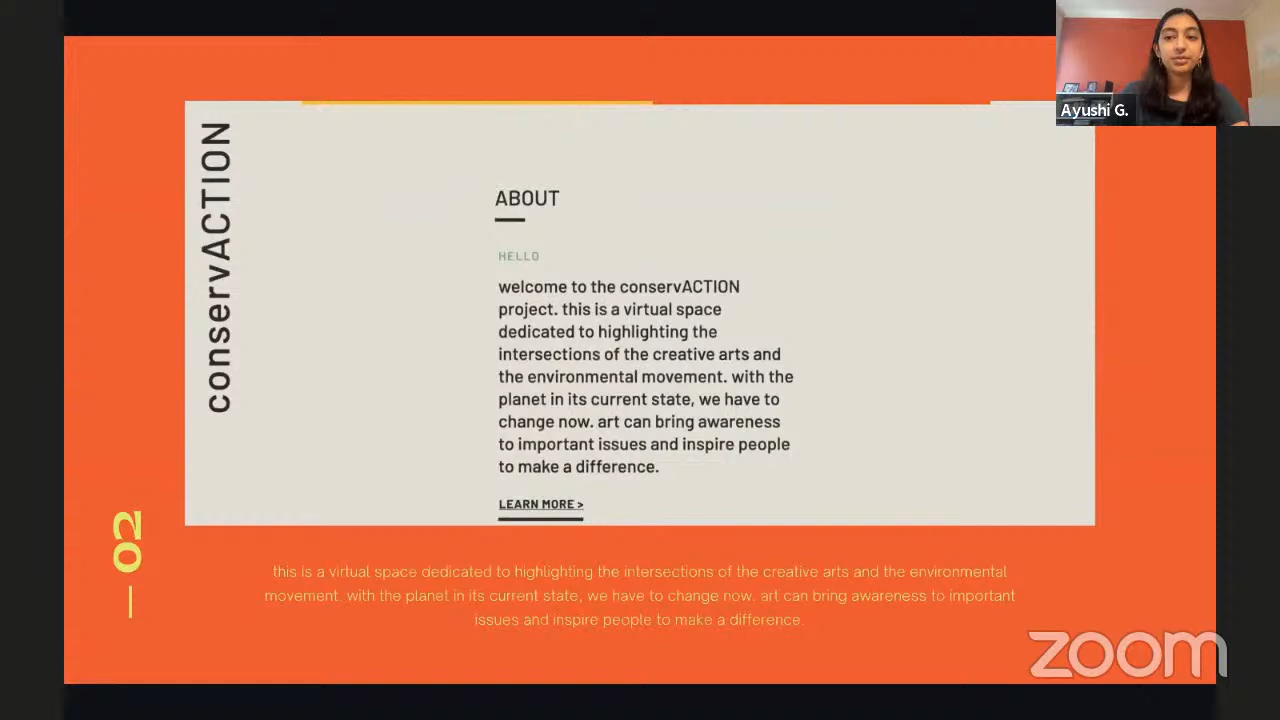 Ayushi G.
conservACTION
ABOUT
HELLO
welcome to the conservACTION
project. this is a virtual space
dedicated to highlighting the
intersections of the creative arts and
the environmental movement. with the
planet in its current state, we have to
change now. art can bring awareness
to important issues and inspire people
to make a difference.
LEARN MORE >
— 02
this is a virtual space dedicated to highlighting the intersections of the creative arts and the environmental
movement. with the planet in its current state, we have to change now. art can bring awareness to important
issues and inspire people to make a difference.
zoom